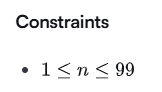 Constraints
• 1 ≤ n ≤ 99